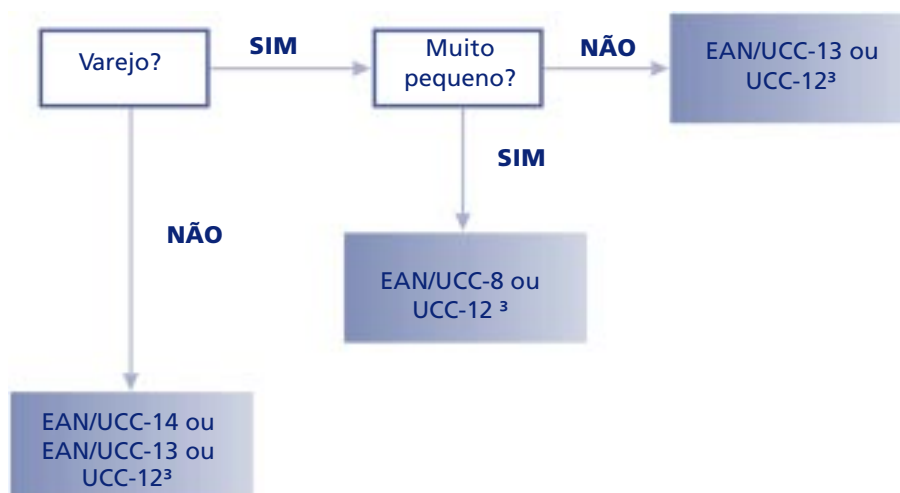 Varejo?
SIM
Muito
pequeno?
NÃO
EAN/UCC-13 ou
UCC-12³
SIM
NÃO
EAN/UCC-8 ou
UCC-12 ³
EAN/UCC-14 ou
EAN/UCC-13 ou
UCC-12³